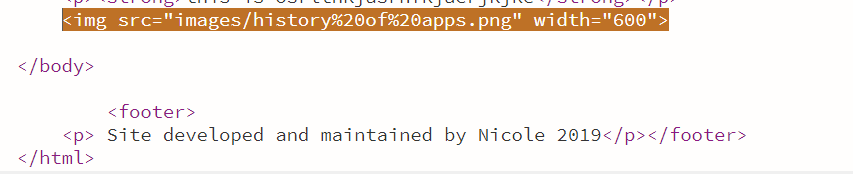 <img src="images/history%20of%20apps.png" width="600">
</body>
<footer>
<p> Site developed and maintained by Nicole 2019</p></footer>
</html>